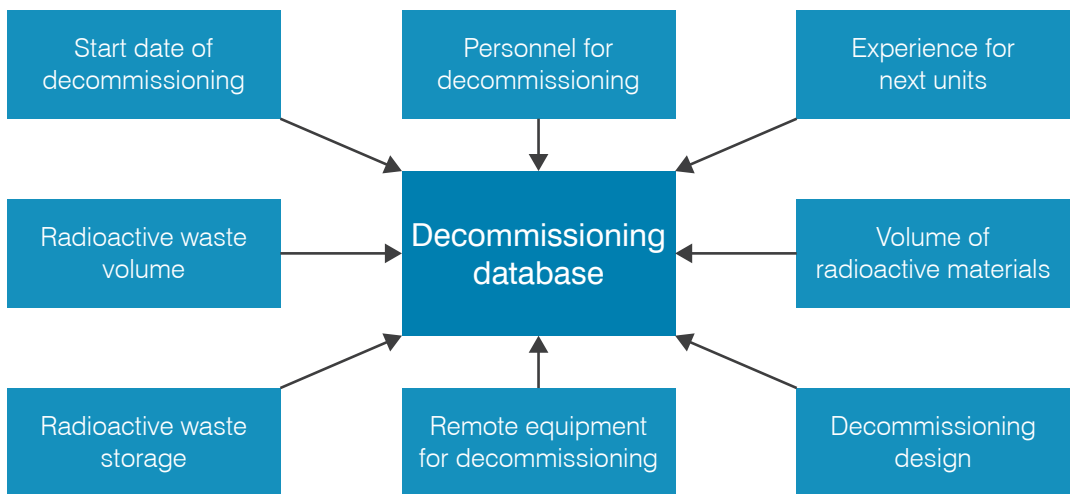 Start date of
decommissioning
Personnel for
decommissioning
Experience for
next units
Radioactive waste
volume
Decommissioning
database
Volume of
radioactive materials
Radioactive waste
storage
Remote equipment
for decommissioning
Decommissioning
design